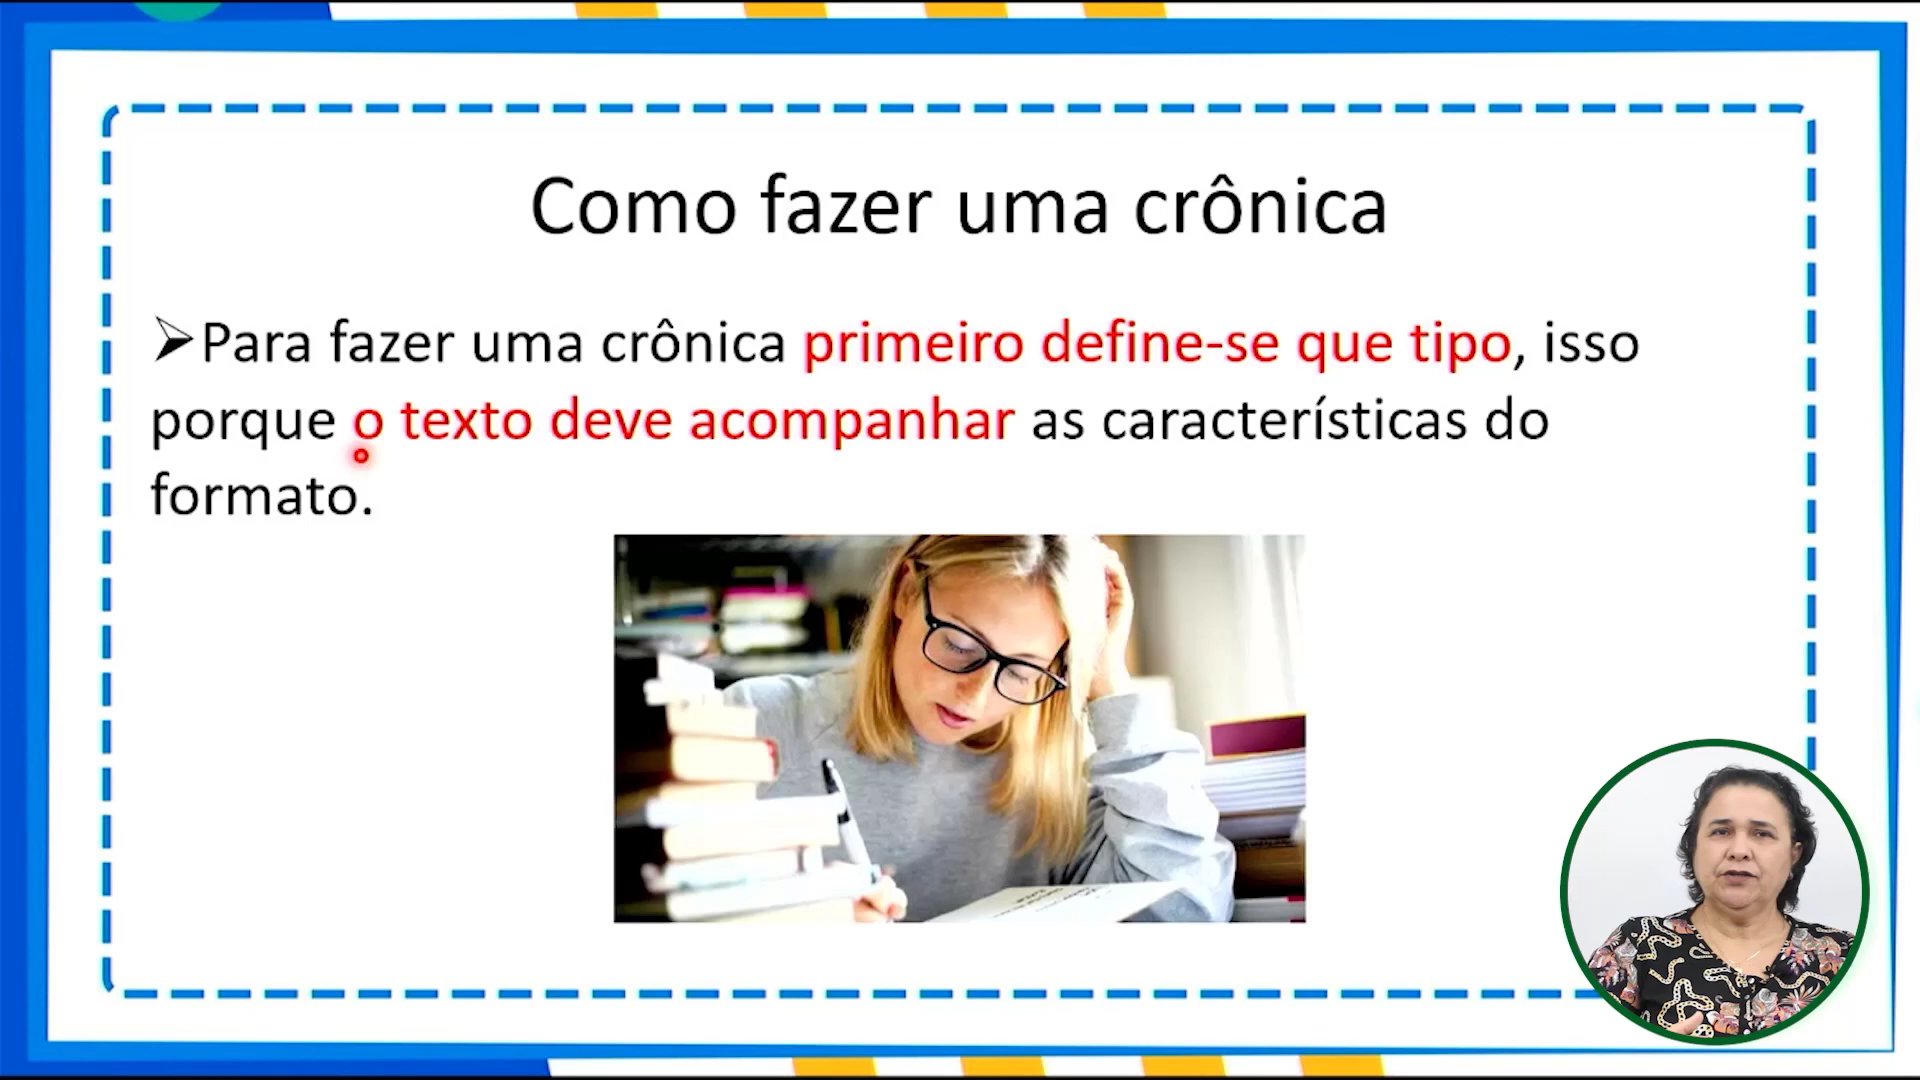 Como fazer uma crônica
➢Para fazer uma crônica primeiro define-se que tipo, isso
porque o texto deve acompanhar as características do
formato.